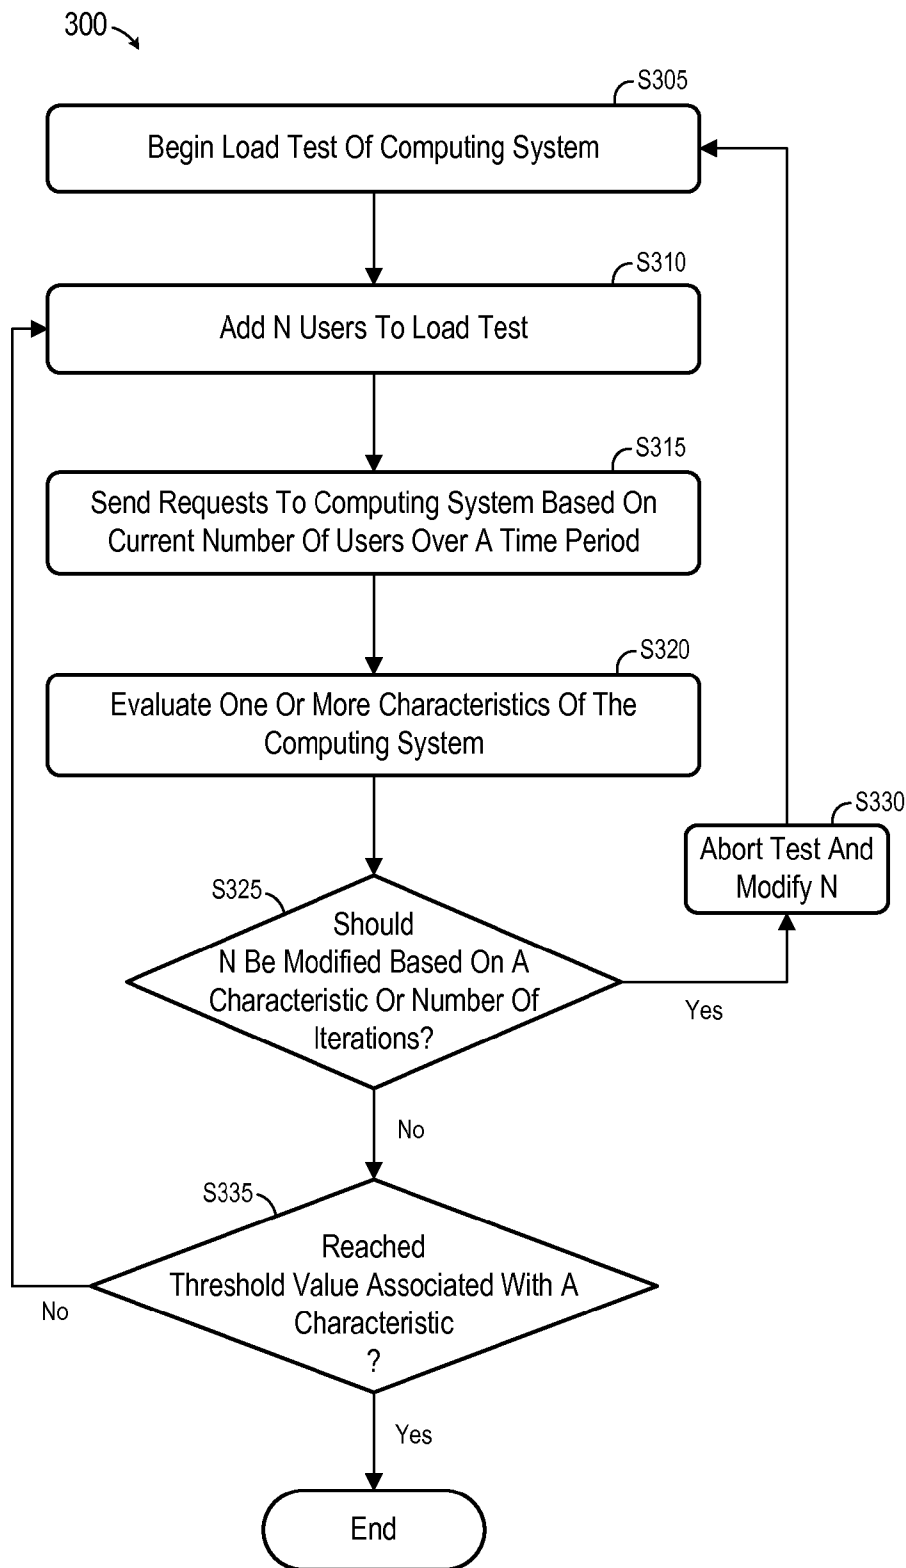 300
S305
Begin Load Test Of Computing System
S310
Add N Users To Load Test
S315
Send Requests To Computing System Based On
Current Number Of Users Over A Time Period
S320
Evaluate One Or More Characteristics Of The
Computing System
S330
Abort Test And
Modify N
S325
Should
N Be Modified Based On A
Characteristic Or Number Of
Iterations?
Yes
No
S335
Reached
Threshold Value Associated With A
Characteristic
?
No
Yes
End